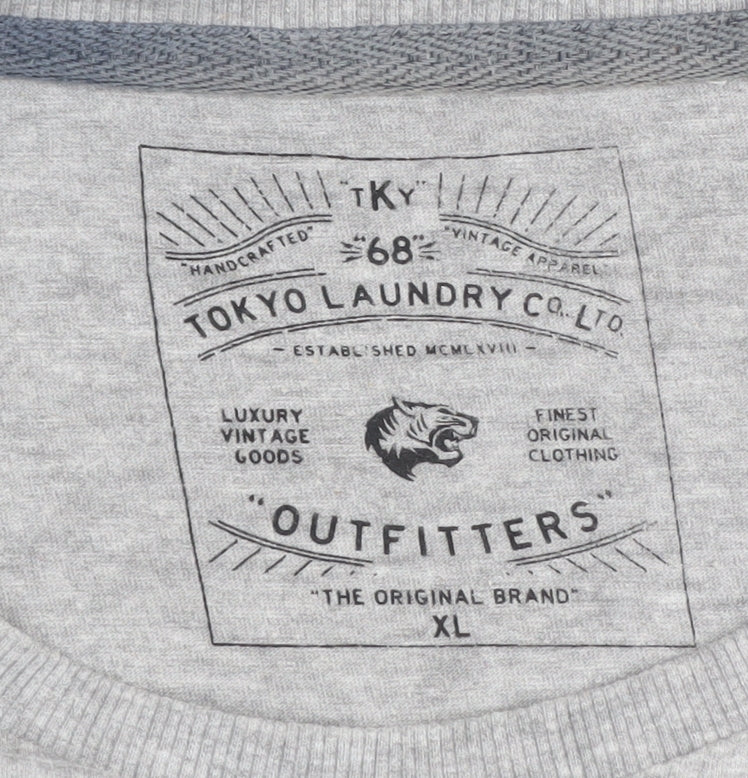 "TKY"
"HANDCRAFTED" "68" "VINTAGE APPAREL"
TOKYO LAUNDRY CO. LTD.
- ESTABLISHED MCMLXVIII -
LUXURY
VINTAGE
GOODS
FINEST
ORIGINAL
CLOTHING
"OUTFITTERS"
"THE ORIGINAL BRAND"
XL